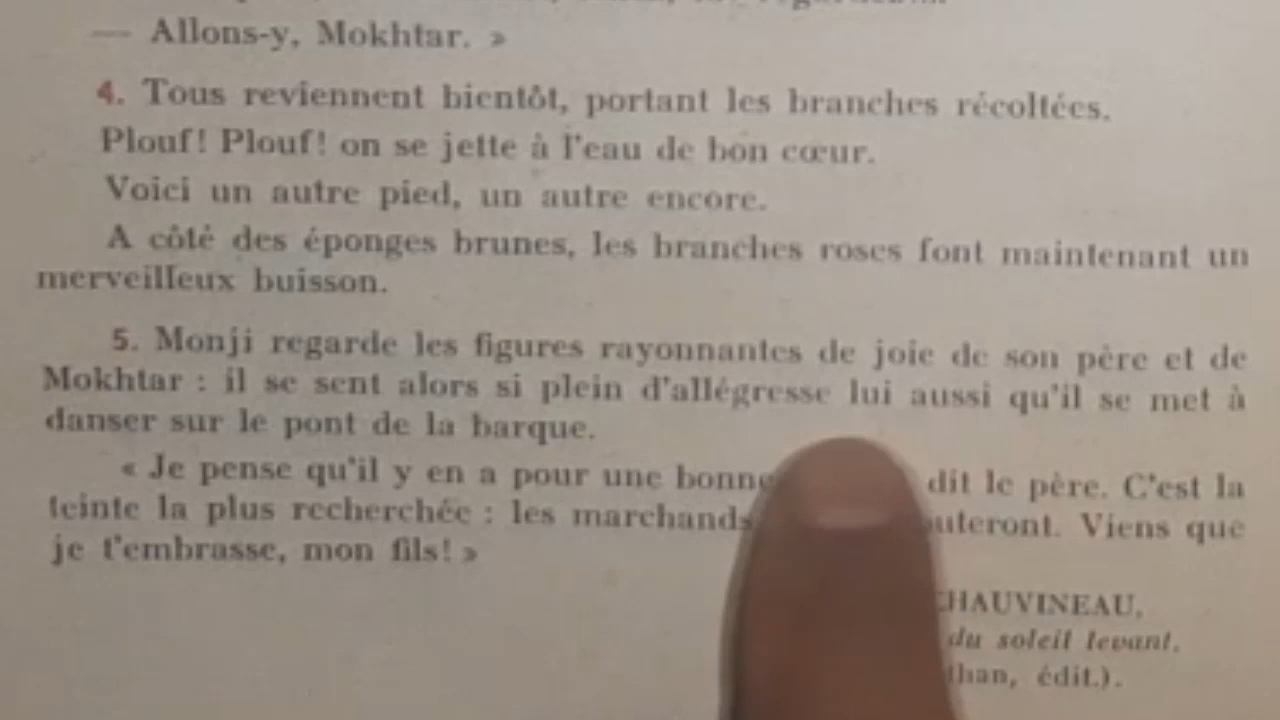 — Allons-y, Mokhtar. »
4. Tous reviennent bientôt, portant les branches récoltées.
Plouf! Plouf! on se jette à l'eau de bon cœur.
Voici un autre pied, un autre encore.
A côté des éponges brunes, les branches roses font maintenant un
merveilleux buisson.
5. Monji regarde les figures rayonnantes de joie de son père et de
Mokhtar : il se sent alors si plein d'allégresse lui aussi qu'il se met à
danser sur le pont de la barque.
« Je pense qu'il y en a pour une bonne dit le père. C'est la
teinte la plus recherchée : les marchands uteront. Viens que
je t'embrasse, mon fils! »
HAUVINEAU,
du soleil levant.
than, édit.).